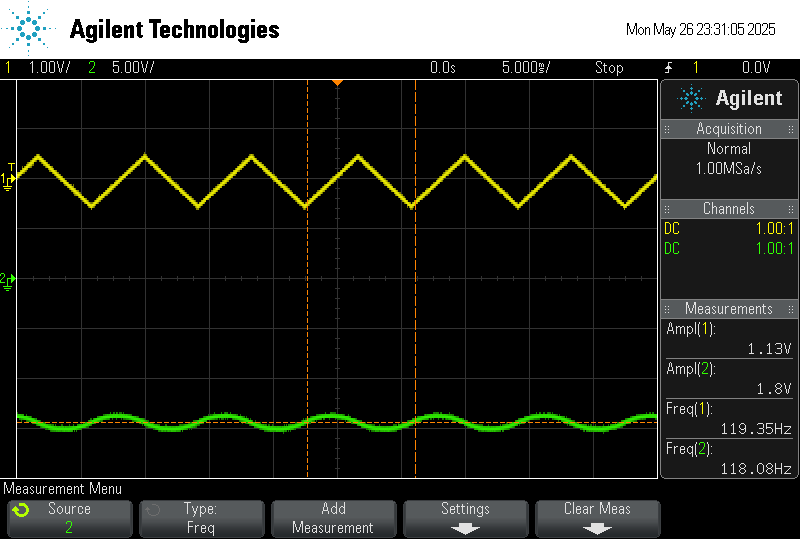 Agilent Technologies
Mon May 26 23:31:05 2025
1 1.00V/ 2 5.00V/ 0.0s 5.000ms/ Stop 1 0.0V
Agilent
Acquisition
Normal
1.00MSa/s
Channels
DC 1.00:1
DC 1.00:1
Measurements
Ampl(1):
1.13V
Ampl(2):
1.8V
Freq(1):
119.35Hz
Freq(2):
118.08Hz
T
1
2
Measurement Menu
Source
2
Type:
Freq
Add
Measurement
Settings
Clear Meas